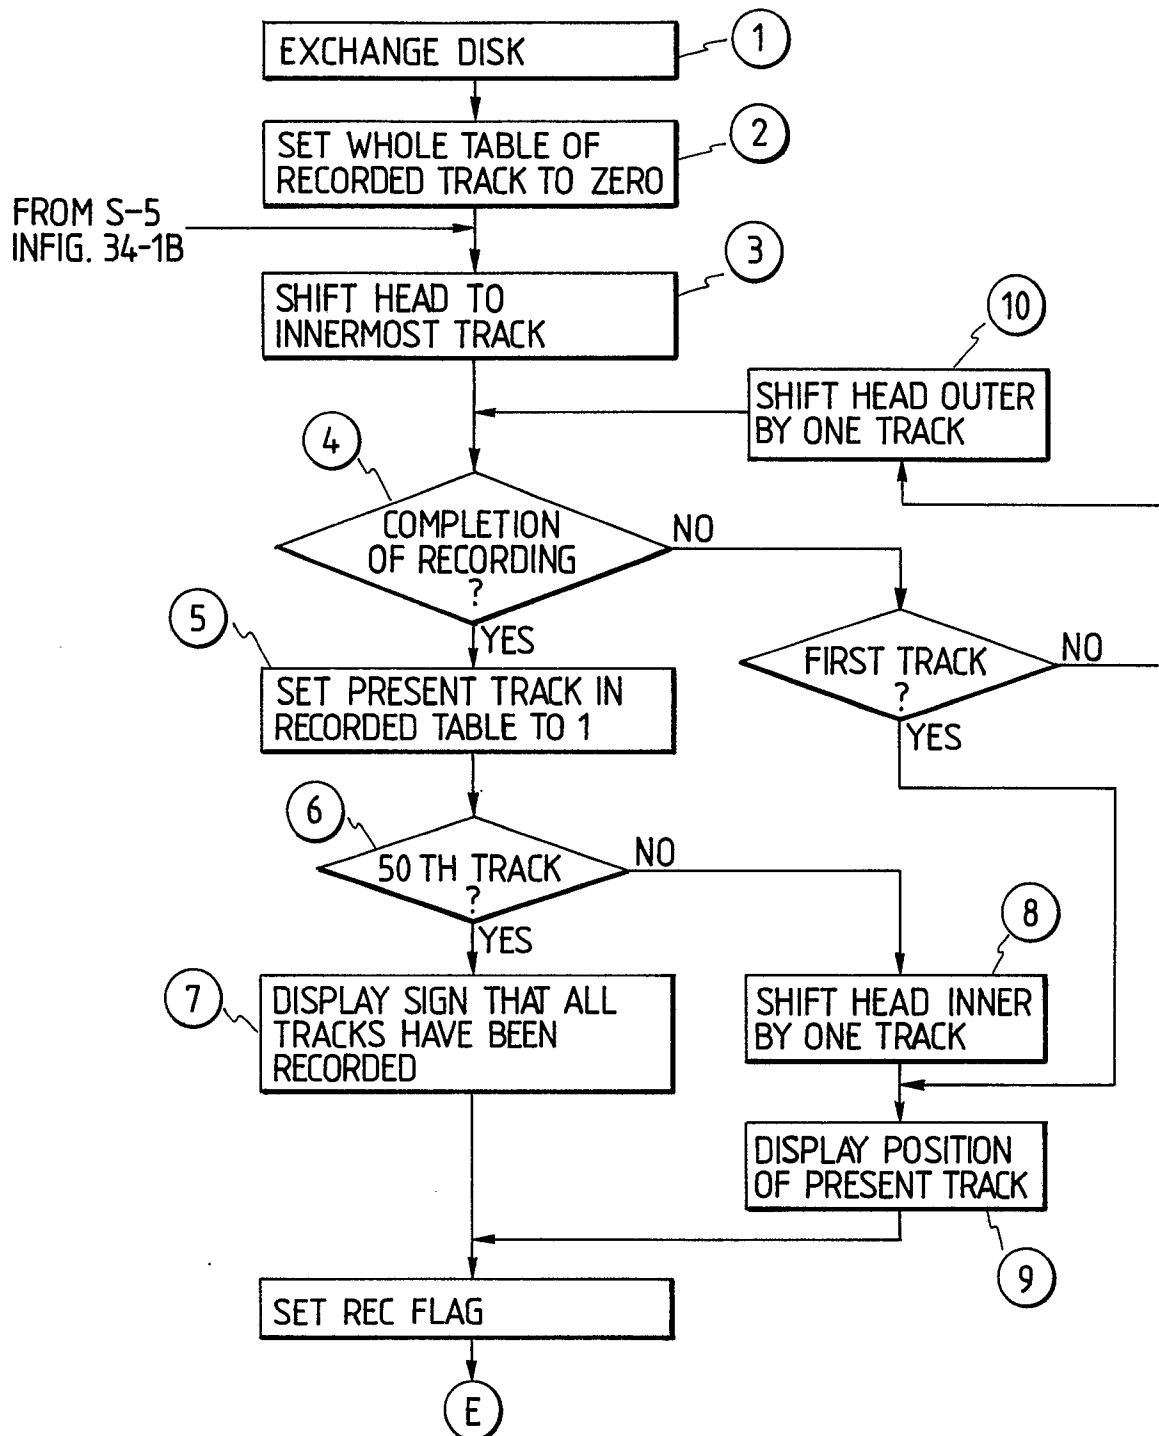 EXCHANGE DISK
1
SET WHOLE TABLE OF
RECORDED TRACK TO ZERO
2
FROM S-5
INFIG. 34-1B
3
SHIFT HEAD TO
INNERMOST TRACK
10
SHIFT HEAD OUTER
BY ONE TRACK
4
COMPLETION
OF RECORDING
?
NO
YES
5
FIRST TRACK
?
NO
YES
SET PRESENT TRACK IN
RECORDED TABLE TO 1
6
50 TH TRACK
?
NO
YES
8
7
DISPLAY SIGN THAT ALL
TRACKS HAVE BEEN
RECORDED
SHIFT HEAD INNER
BY ONE TRACK
DISPLAY POSITION
OF PRESENT TRACK
9
SET REC FLAG
E